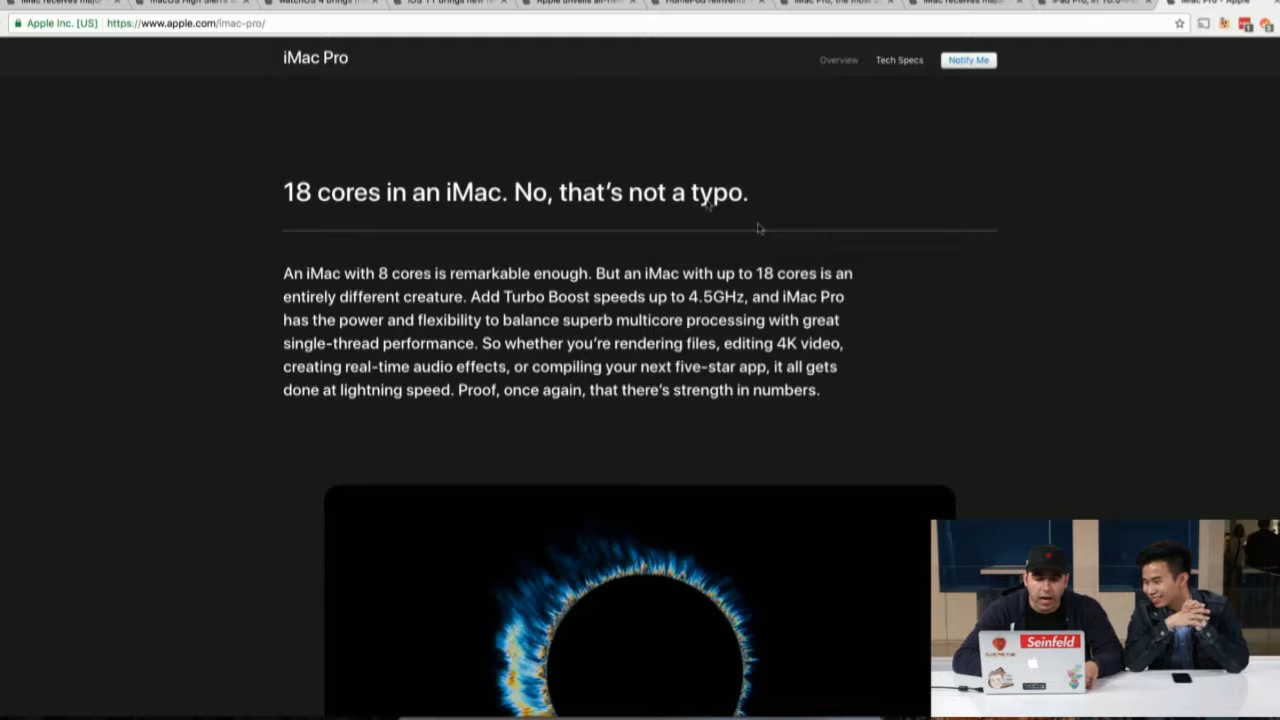 Apple Inc. [US]
https://www.apple.com/imac-pro/
iMac Pro
Overview
Tech Specs
Notify Me
18 cores in an iMac. No, that's not a typo.
An iMac with 8 cores is remarkable enough. But an iMac with up to 18 cores is an
entirely different creature. Add Turbo Boost speeds up to 4.5GHz, and iMac Pro
has the power and flexibility to balance superb multicore processing with great
single-thread performance. So whether you're rendering files, editing 4K video,
creating real-time audio effects, or compiling your next five-star app, it all gets
done at lightning speed. Proof, once again, that there's strength in numbers.
Seinfeld